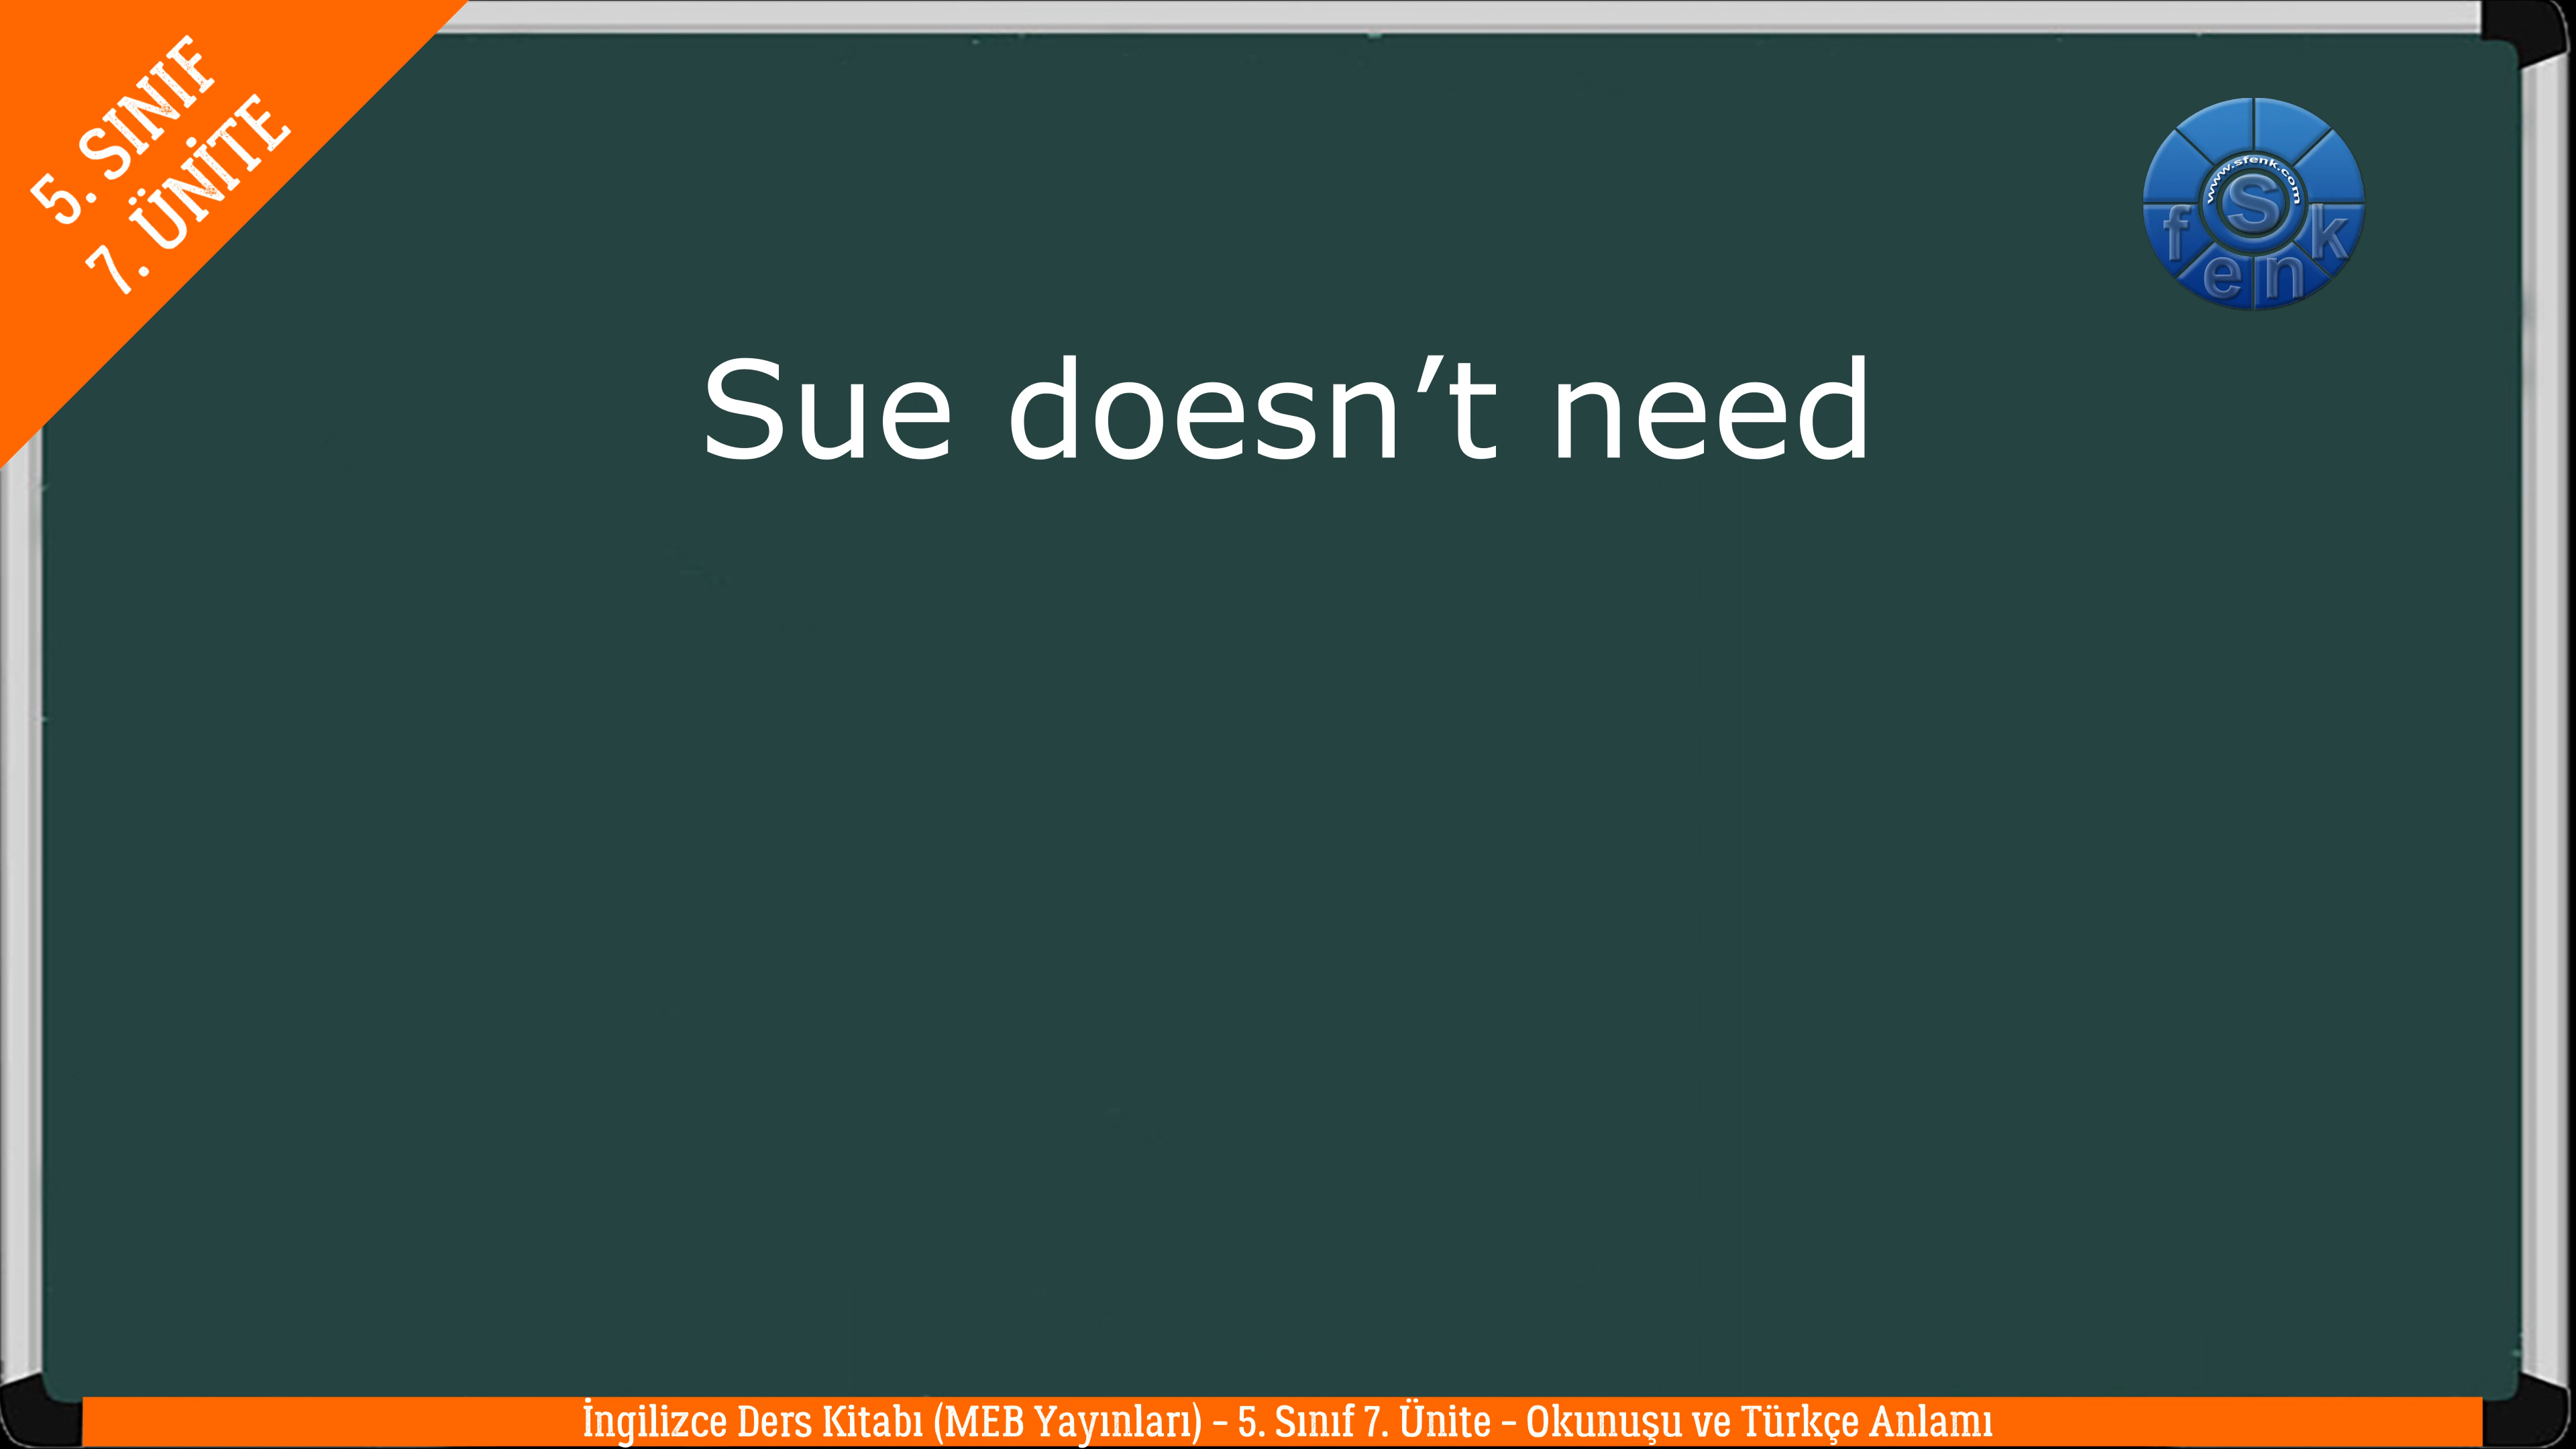 5. SINIF
7. ÜNİTE
www.sfenk.com
S
f e n k
Sue doesn’t need
İngilizce Ders Kitabı (MEB Yayınları) – 5. Sınıf 7. Ünite – Okunuşu ve Türkçe Anlamı